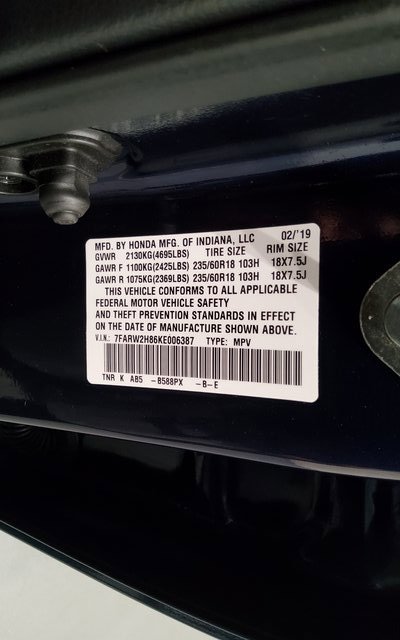 MFD. BY HONDA MFG. OF INDIANA, LLC 02/'19
GVWR 2130KG(4695LBS) TIRE SIZE RIM SIZE
GAWR F 1100KG(2425LBS) 235/60R18 103H 18X7.5J
GAWR R 1075KG(2369LBS) 235/60R18 103H 18X7.5J
THIS VEHICLE CONFORMS TO ALL APPLICABLE
FEDERAL MOTOR VEHICLE SAFETY
AND THEFT PREVENTION STANDARDS IN EFFECT
ON THE DATE OF MANUFACTURE SHOWN ABOVE.
V.I.N.: 7FARW2H86KE006387 TYPE: MPV
TNR K AB5 -B588PX -B-E